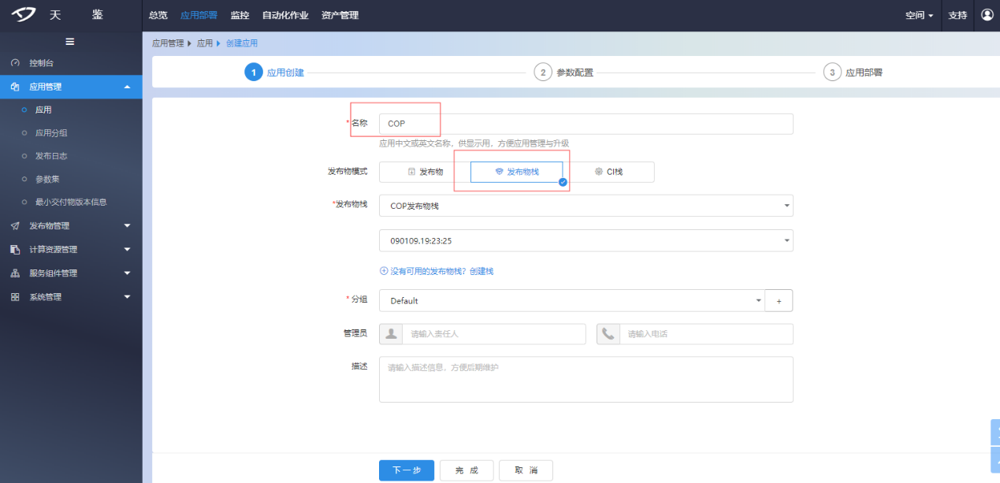 天 鉴
总览 应用部署 监控 自动化作业 资产管理
空间 支持
应用管理 应用 创建应用
控制台
应用管理
应用
应用分组
发布日志
参数集
最小交付物版本信息
发布物管理
计算资源管理
服务组件管理
系统管理
1 应用创建 2 参数配置 3 应用部署
*名称 COP
应用中文或英文名称，供显示用，方便应用管理与升级
发布物模式 发布物 发布物栈 CI栈
*发布物栈 COP发布物栈
090109.19:23:25
没有可用的发布物栈？创建栈
*分组 Default +
管理员 请输入责任人 请输入电话
描述 请输入描述信息，方便后期维护
下一步 完 成 取 消